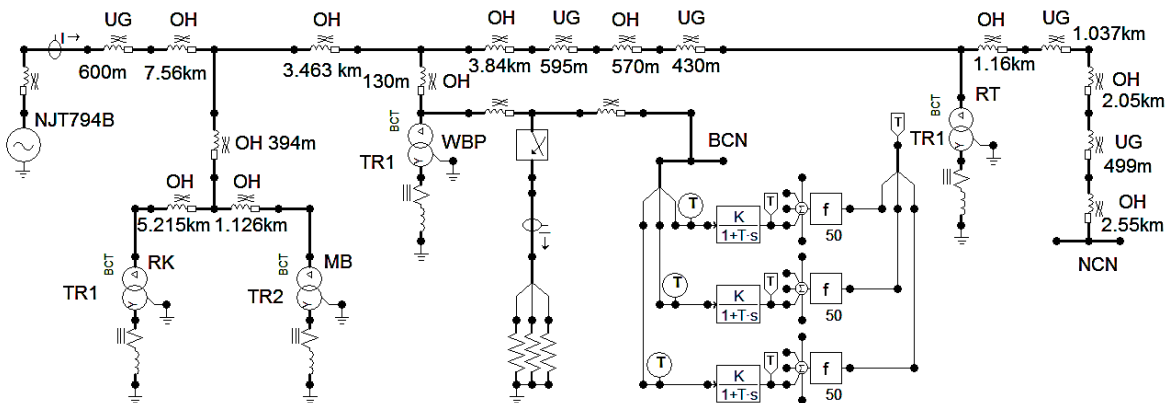 UG OH OH OH UG OH UG OH UG 1.037km
I
600m 7.56km 3.463 km 3.84km 595m 570m 430m 1.16km
130m OH OH 2.05km
NJT794B
BCT WBP TR1
BCN
T
BCT RT TR1
OH 394m
UG 499m
OH OH
5.215km 1.126km
OH 2.55km
NCN
BCT RK TR1
BCT MB TR2
I
T K 1+T·s T Σ f 50
T K 1+T·s T Σ f 50
T K 1+T·s T Σ f 50